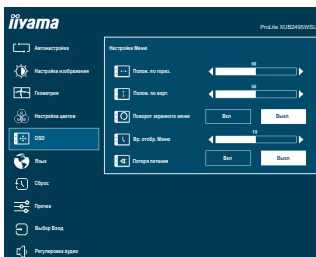 iiyama
ProLite XUB2495WSU
Автонастройка
Настройки Меню
Настройка изображения
Полож. по гориз.
50
Геометрия
Полож. по верт.
50
Настройка цветов
Поворот экранного меню
Вкл
Выкл
OSD
Вр. отобр. Меню
10
Язык
Потеря питания
Вкл
Выкл
Сброс
Прочее
Выбор Вход
Регулировка аудио